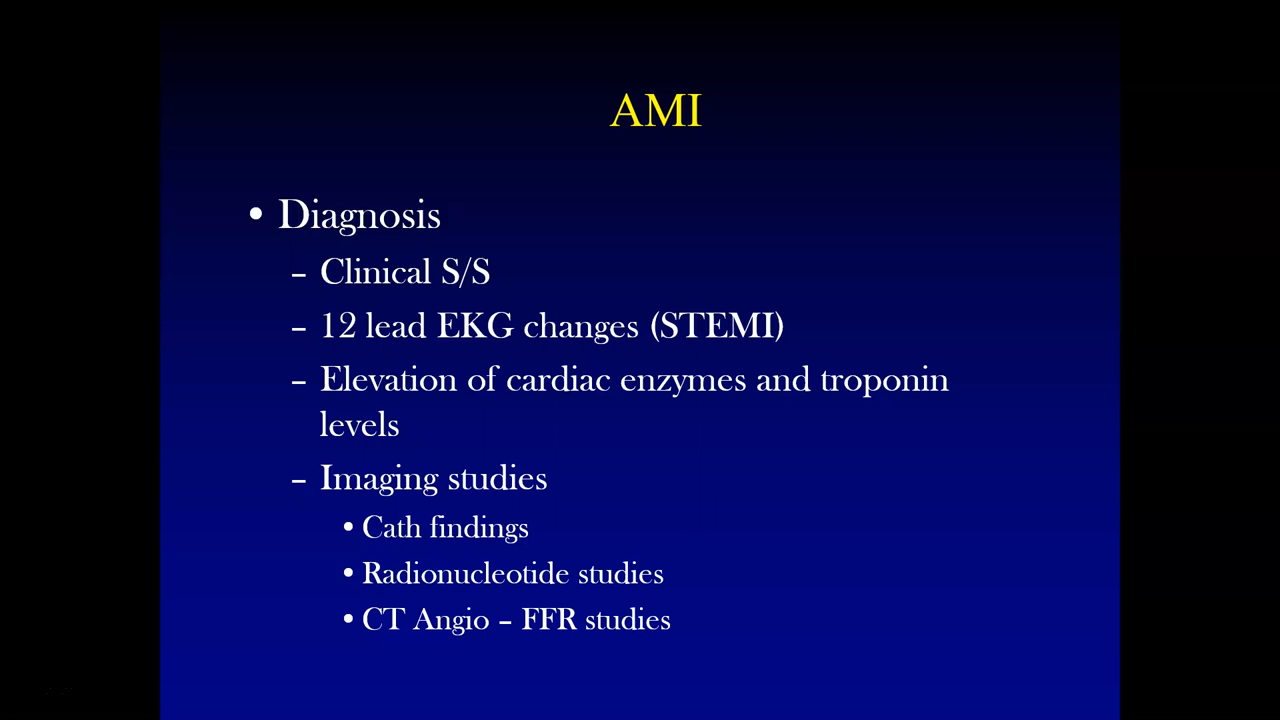 AMI
• Diagnosis
– Clinical S/S
– 12 lead EKG changes (STEMI)
– Elevation of cardiac enzymes and troponin
levels
– Imaging studies
• Cath findings
• Radionucleotide studies
• CT Angio – FFR studies